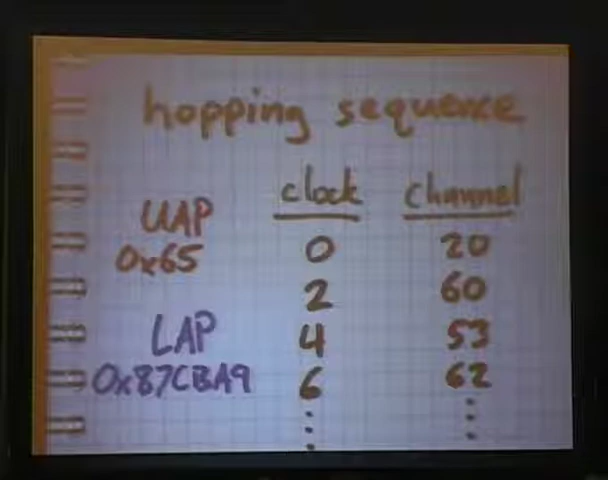 hopping sequence
clock channel
UAP
0x65
0 20
2 60
LAP
4 53
0x87CBA9
6 62